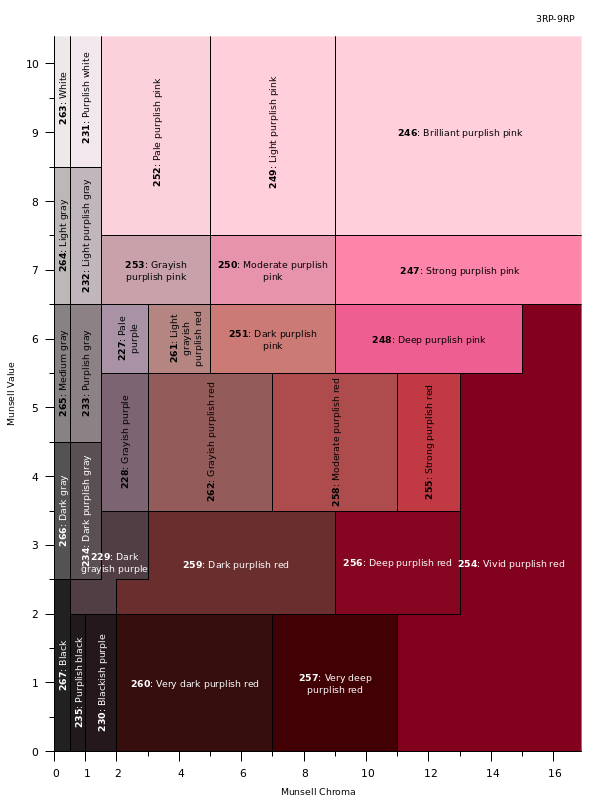 3RP-9RP
10
9
8
7
6
5
4
3
2
1
0
Munsell Value
263: White
231: Purplish white
252: Pale purplish pink
249: Light purplish pink
246: Brilliant purplish pink
264: Light gray
232: Light purplish gray
253: Grayish
purplish pink
250: Moderate purplish
pink
247: Strong purplish pink
265: Medium gray
233: Purplish gray
227: Pale
purple
261: Light
grayish
purplish red
251: Dark purplish
pink
248: Deep purplish pink
228: Grayish purple
262: Grayish purplish red
258: Moderate purplish red
255: Strong purplish red
266: Dark gray
234: Dark purplish gray
229: Dark
grayish purple
259: Dark purplish red
256: Deep purplish red
254: Vivid purplish red
267: Black
235: Purplish black
230: Blackish purple
260: Very dark purplish red
257: Very deep
purplish red
0 1 2 4 6 8 10 12 14 16
Munsell Chroma